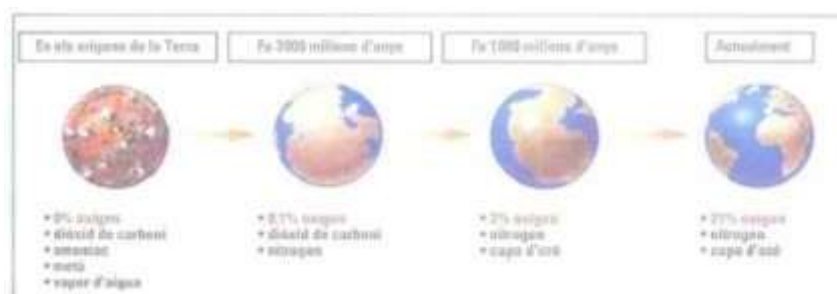 En els orígens de la Terra
Fa 2000 milions d'anys
Fa 1000 milions d'anys
Actualment
• 0% oxigen
• diòxid de carboni
• amoníac
• metà
• vapor d'aigua
• 0,1% oxigen
• diòxid de carboni
• nitrogen
• 2% oxigen
• nitrogen
• capa d'ozó
• 21% oxigen
• nitrogen
• capa d'ozó